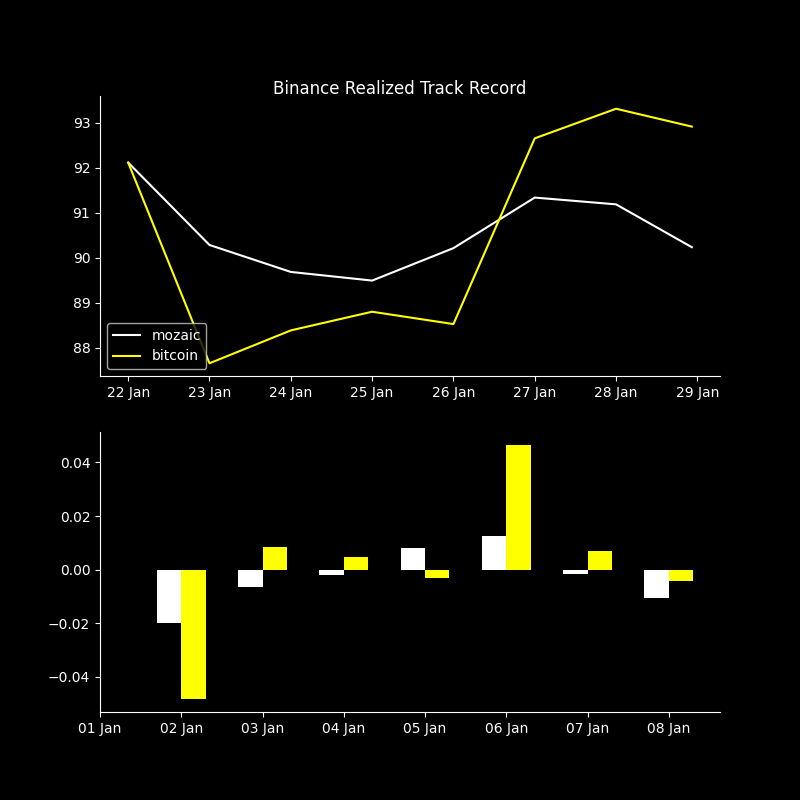 Binance Realized Track Record
93
92
91
90
89
88
mozaic
bitcoin
22 Jan 23 Jan 24 Jan 25 Jan 26 Jan 27 Jan 28 Jan 29 Jan
0.04
0.02
0.00
−0.02
−0.04
01 Jan 02 Jan 03 Jan 04 Jan 05 Jan 06 Jan 07 Jan 08 Jan